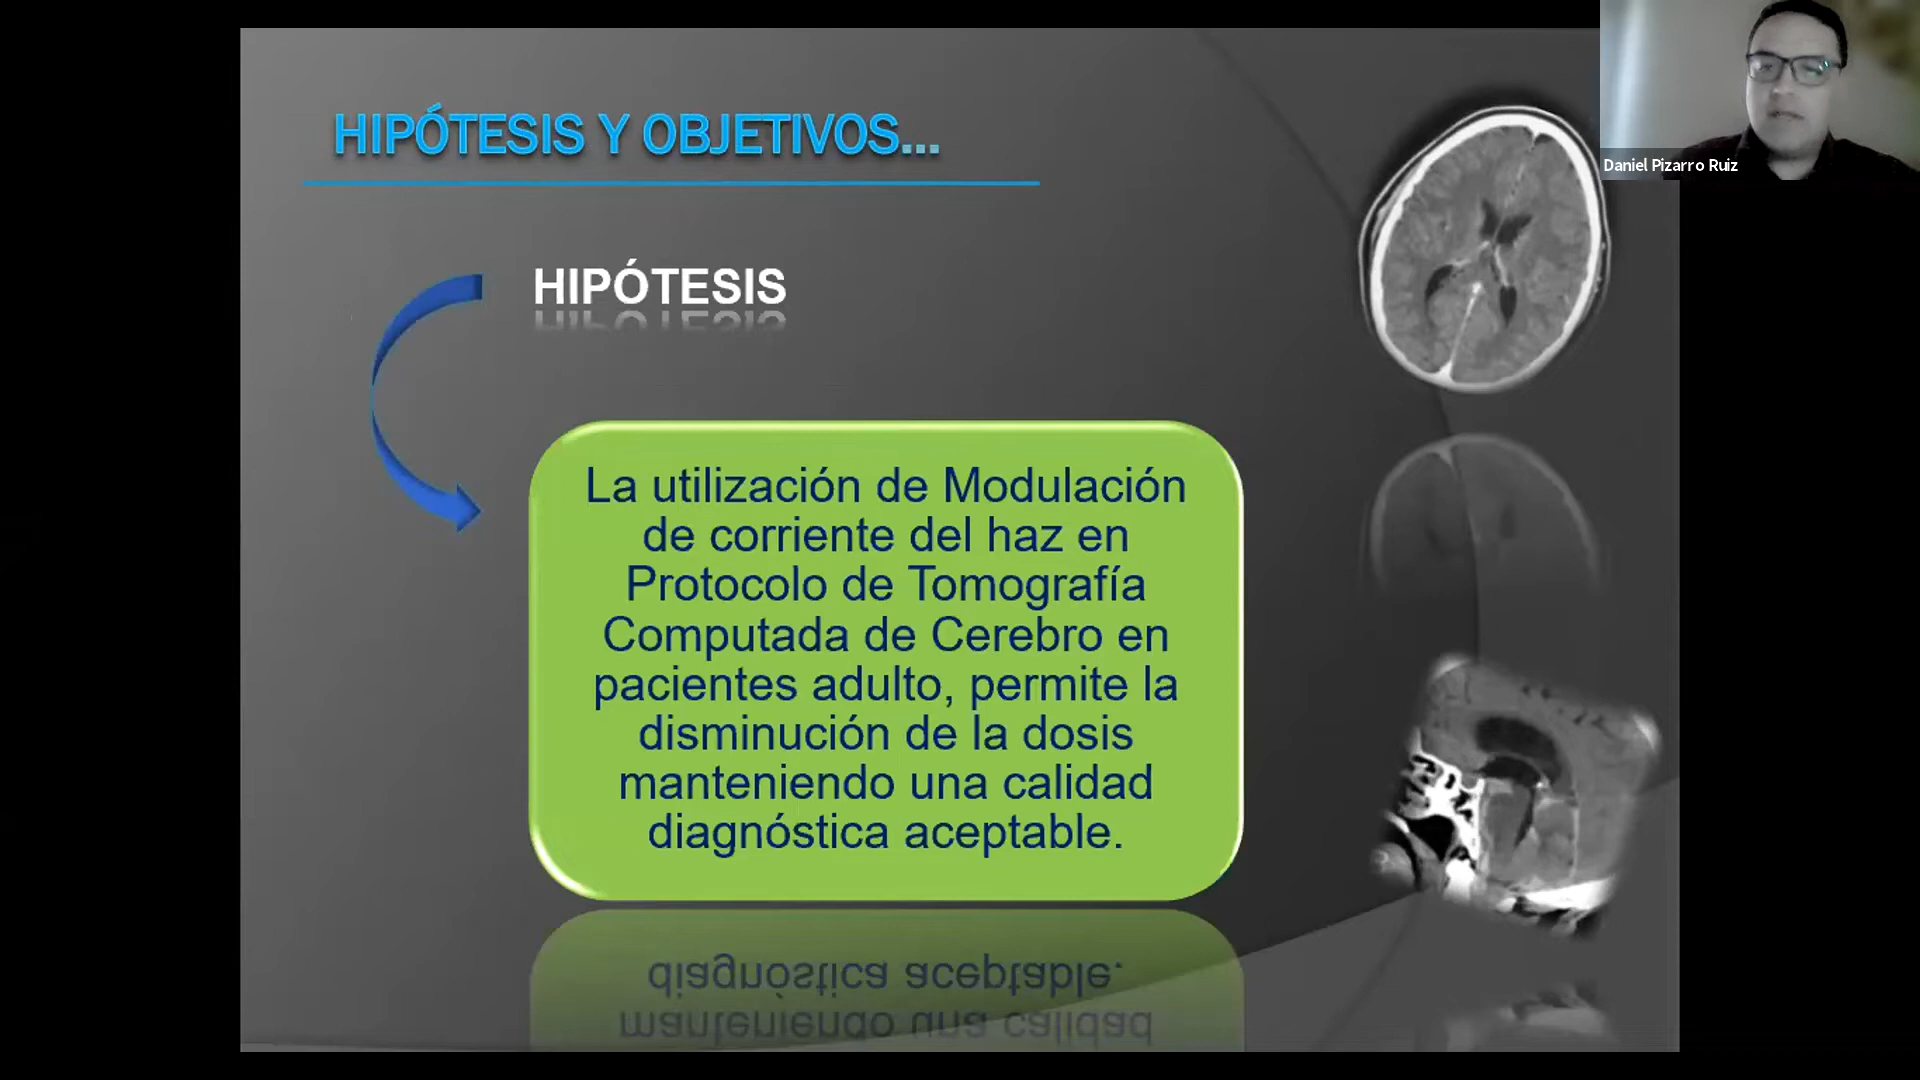 HIPÓTESIS Y OBJETIVOS...
Daniel Pizarro Ruiz
HIPÓTESIS
La utilización de Modulación
de corriente del haz en
Protocolo de Tomografía
Computada de Cerebro en
pacientes adulto, permite la
disminución de la dosis
manteniendo una calidad
diagnóstica aceptable.